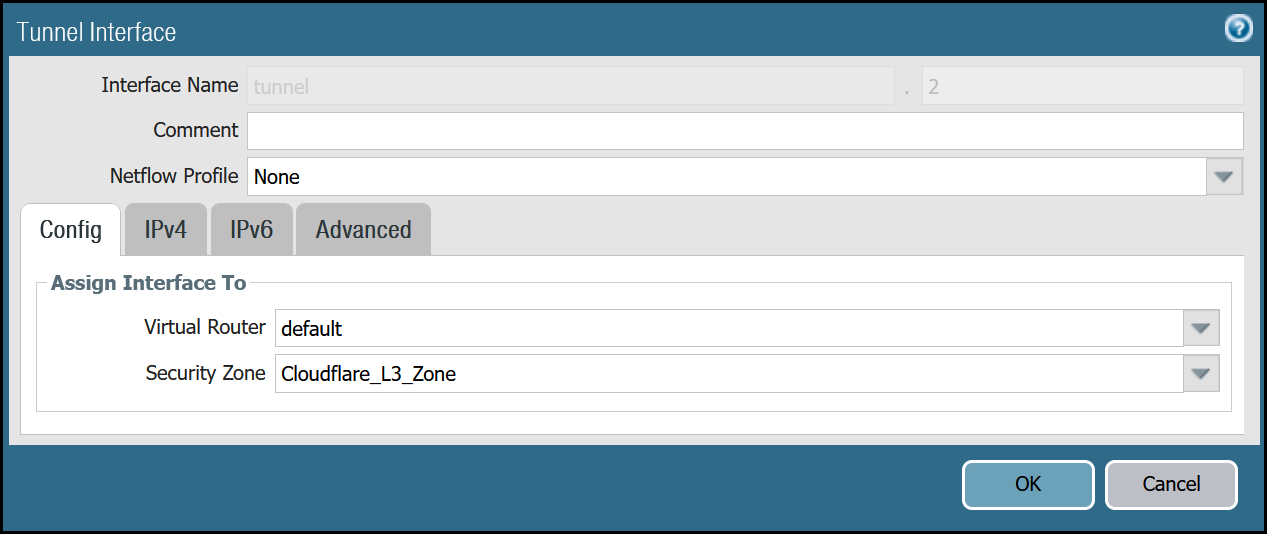 Tunnel Interface ?
Interface Name tunnel . 2
Comment
Netflow Profile None
Config IPv4 IPv6 Advanced
Assign Interface To
Virtual Router default
Security Zone Cloudflare_L3_Zone
OK Cancel